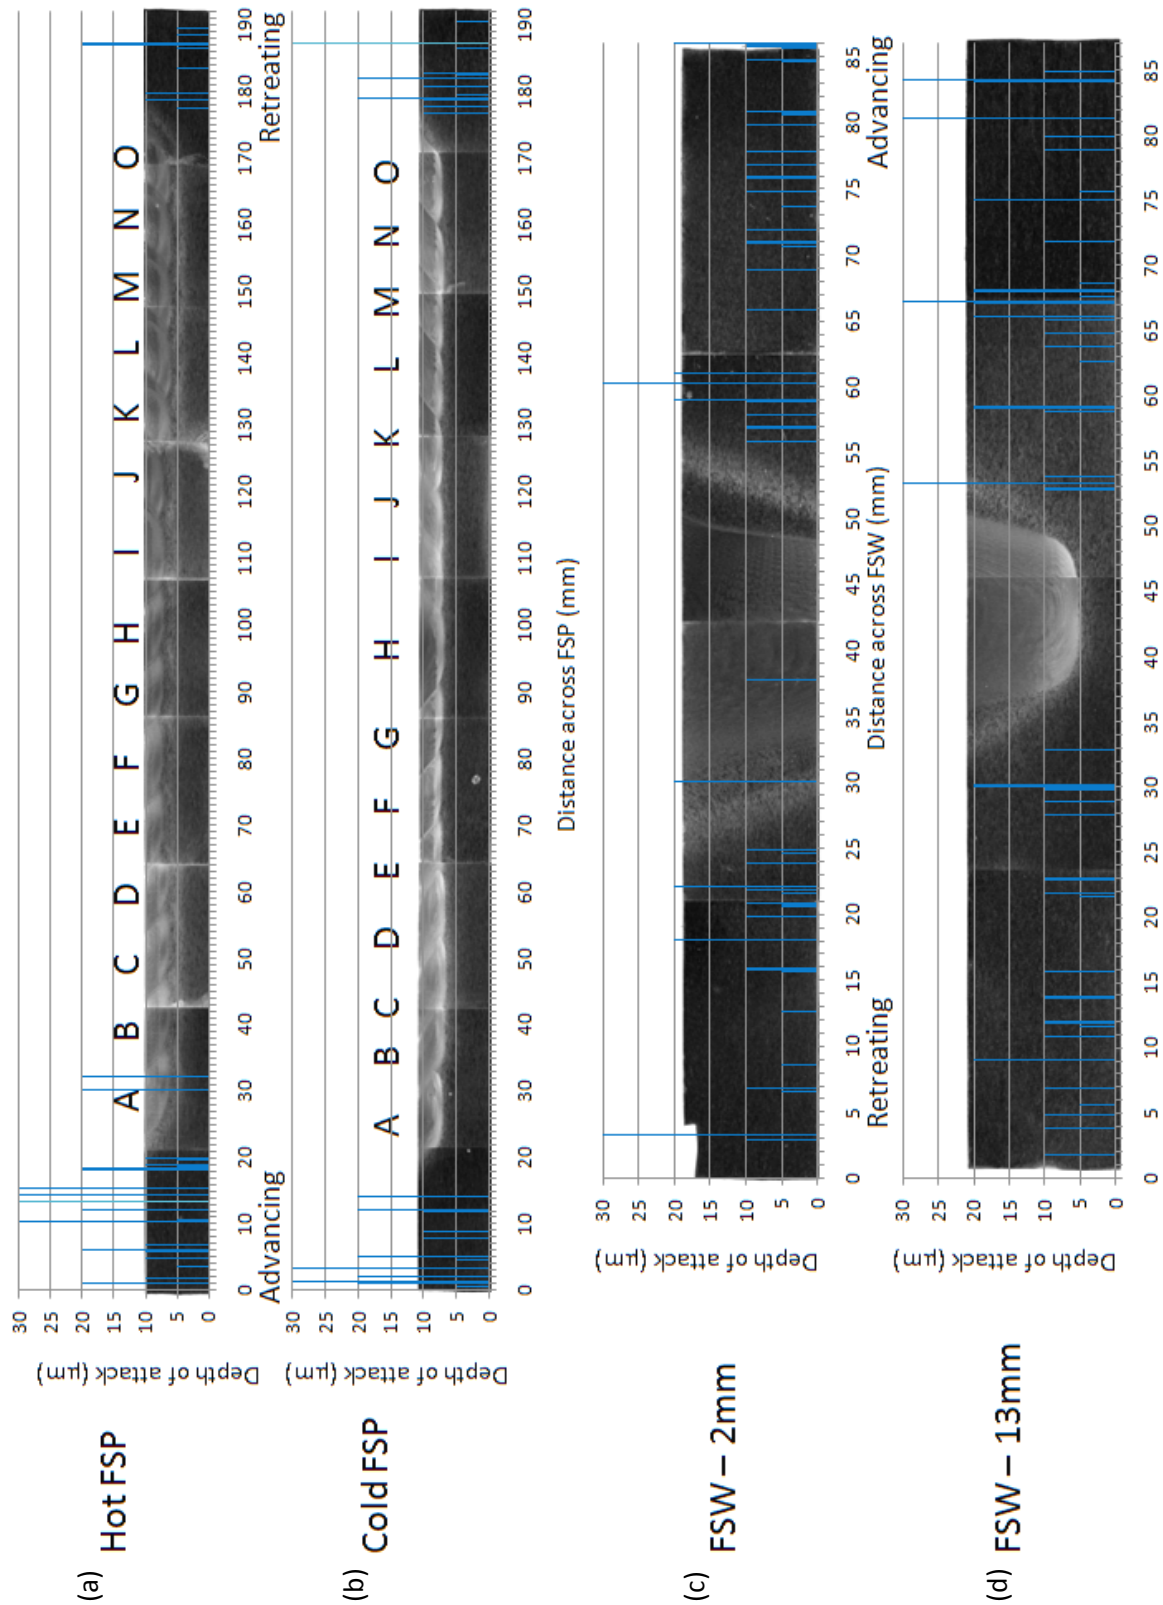 (a)
Hot FSP
Depth of attack (µm)
30
25
20
15
10
5
0
A B C D E F G H I J K L M N O
0 10 20 30 40 50 60 70 80 90 100 110 120 130 140 150 160 170 180 190
Advancing
Retreating
(b)
Cold FSP
Depth of attack (µm)
30
25
20
15
10
5
0
A B C D E F G H I J K L M N O
0 10 20 30 40 50 60 70 80 90 100 110 120 130 140 150 160 170 180 190
Distance across FSP (mm)
(c)
FSW – 2mm
Depth of attack (µm)
30
25
20
15
10
5
0
0 5 10 15 20 25 30 35 40 45 50 55 60 65 70 75 80 85
Retreating
Distance across FSW (mm)
Advancing
(d)
FSW – 13mm
Depth of attack (µm)
30
25
20
15
10
5
0
0 5 10 15 20 25 30 35 40 45 50 55 60 65 70 75 80 85